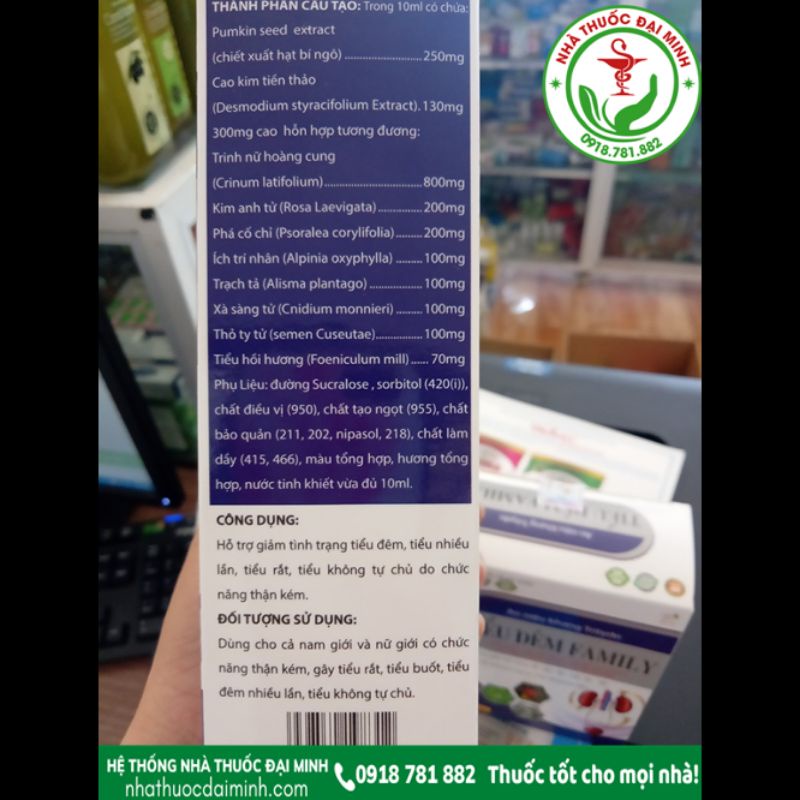 THÀNH PHẦN CẤU TẠO: Trong 10ml có chứa:
Pumkin seed extract
(chiết xuất hạt bí ngô)............................250mg
Cao kim tiền thảo
(Desmodium styracifolium Extract). 130mg
300mg cao hỗn hợp tương đương:
Trinh nữ hoàng cung
(Crinum latifolium)....................................800mg
Kim anh tử (Rosa Laevigata)................200mg
Phá cố chỉ (Psoralea corylifolia).........200mg
Ích trí nhân (Alpinia oxyphylla) .........100mg
Trạch tả (Alisma plantago)..................100mg
Xà sàng tử (Cnidium monnieri)..........100mg
Thỏ ty tử (semen Cuseutae)................100mg
Tiểu hồi hương (Foeniculum mill)...... 70mg
Phụ Liệu: đường Sucralose , sorbitol (420(i)),
chất điều vị (950), chất tạo ngọt (955), chất
bảo quản (211, 202, nipasol, 218), chất làm
dầy (415, 466), màu tổng hợp, hương tổng
hợp, nước tinh khiết vừa đủ 10ml.
CÔNG DỤNG:
Hỗ trợ giảm tình trạng tiểu đêm, tiểu nhiều
lần, tiểu rắt, tiểu không tự chủ do chức
năng thận kém.
ĐỐI TƯỢNG SỬ DỤNG:
Dùng cho cả nam giới và nữ giới có chức
năng thận kém, gây tiểu rắt, tiểu buốt, tiểu
đêm nhiều lần, tiểu không tự chủ.
NHÀ THUỐC ĐẠI MINH
0918.781.882
ĐÊM FAMILY
HỆ THỐNG NHÀ THUỐC ĐẠI MINH
nhathuocdaiminh.com
0918 781 882 Thuốc tốt cho mọi nhà!